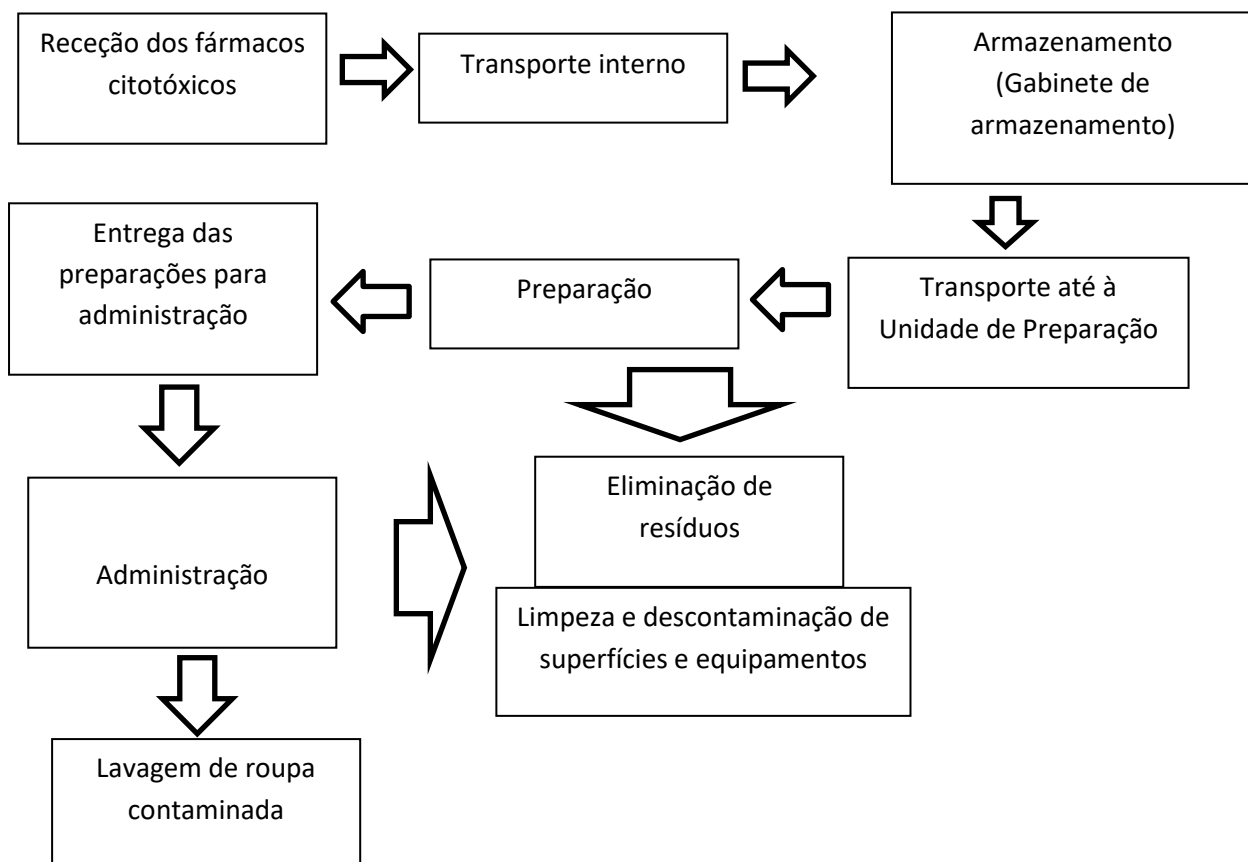 Receção dos fármacos
citotóxicos
Transporte interno
Armazenamento
(Gabinete de
armazenamento)
Entrega das
preparações para
administração
Preparação
Transporte até à
Unidade de Preparação
Administração
Eliminação de
resíduos
Limpeza e descontaminação de
superfícies e equipamentos
Lavagem de roupa
contaminada